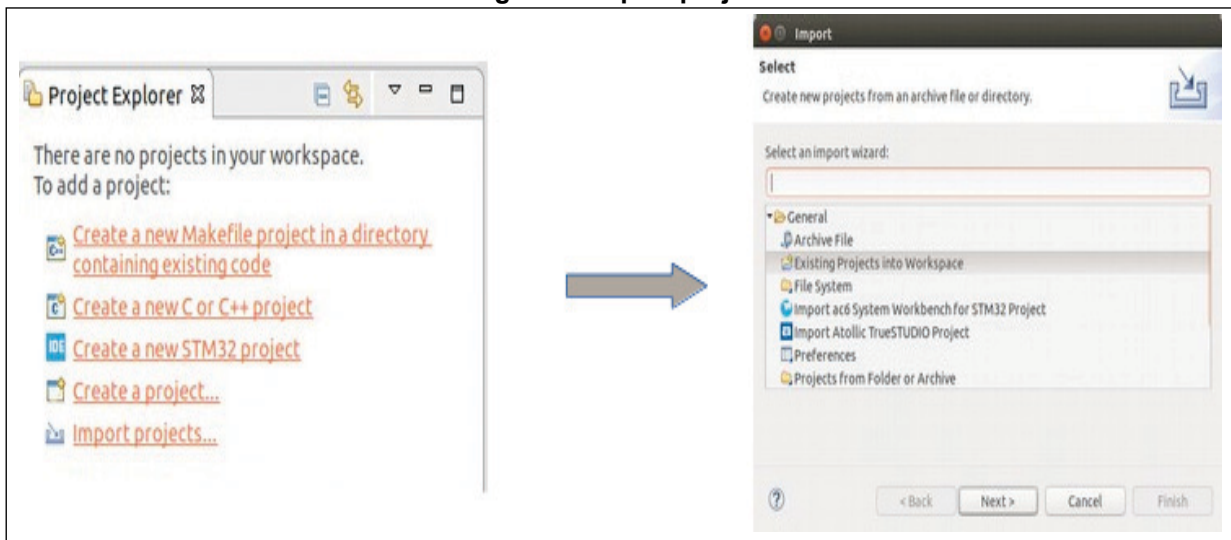 Project Explorer
There are no projects in your workspace.
To add a project:
Create a new Makefile project in a directory
containing existing code
Create a new C or C++ project
IDE Create a new STM32 project
Create a project...
Import projects...
Import
Select
Create new projects from an archive file or directory.
Select an import wizard:
General
Archive File
Existing Projects into Workspace
File System
Import ac6 System Workbench for STM32 Project
Import Atollic TrueSTUDIO Project
Preferences
Projects from Folder or Archive
< Back Next > Cancel Finish